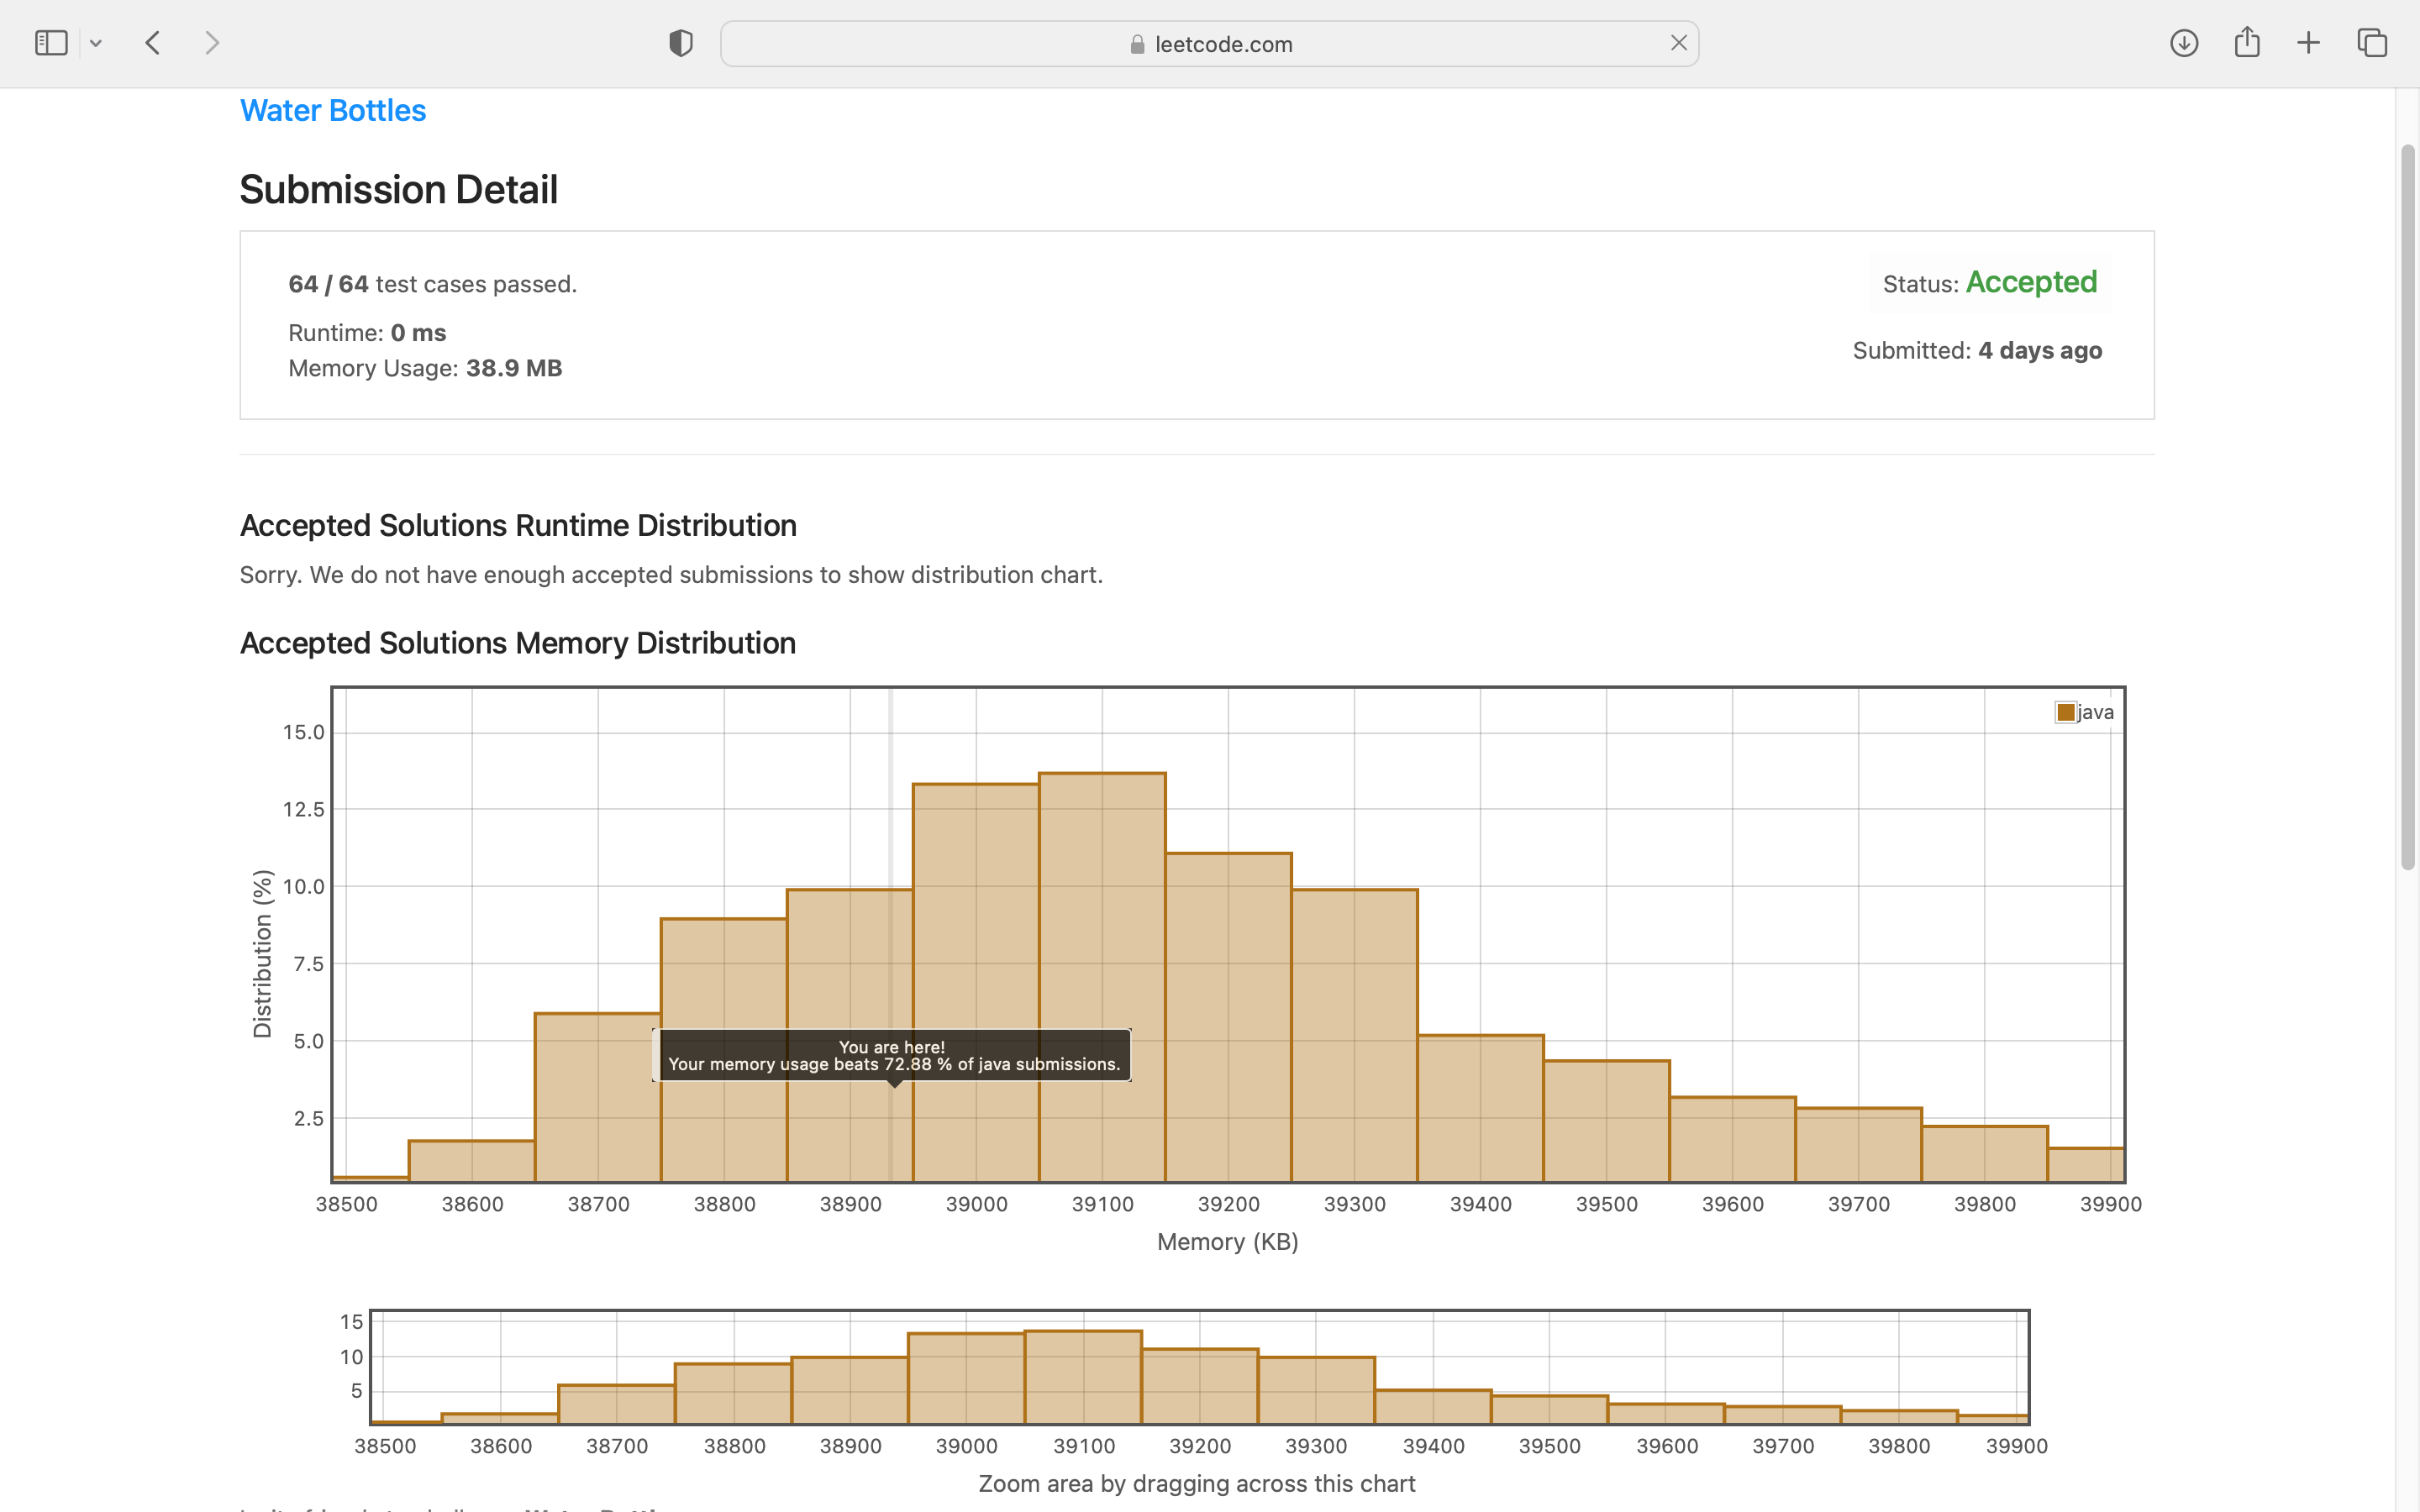 leetcode.com
Water Bottles
Submission Detail
64 / 64 test cases passed.
Status: Accepted
Runtime: 0 ms
Submitted: 4 days ago
Memory Usage: 38.9 MB
Accepted Solutions Runtime Distribution
Sorry. We do not have enough accepted submissions to show distribution chart.
Accepted Solutions Memory Distribution
java
15.0
12.5
10.0
7.5
5.0
2.5
Distribution (%)
You are here!
Your memory usage beats 72.88 % of java submissions.
38500 38600 38700 38800 38900 39000 39100 39200 39300 39400 39500 39600 39700 39800 39900
Memory (KB)
15
10
5
38500 38600 38700 38800 38900 39000 39100 39200 39300 39400 39500 39600 39700 39800 39900
Zoom area by dragging across this chart